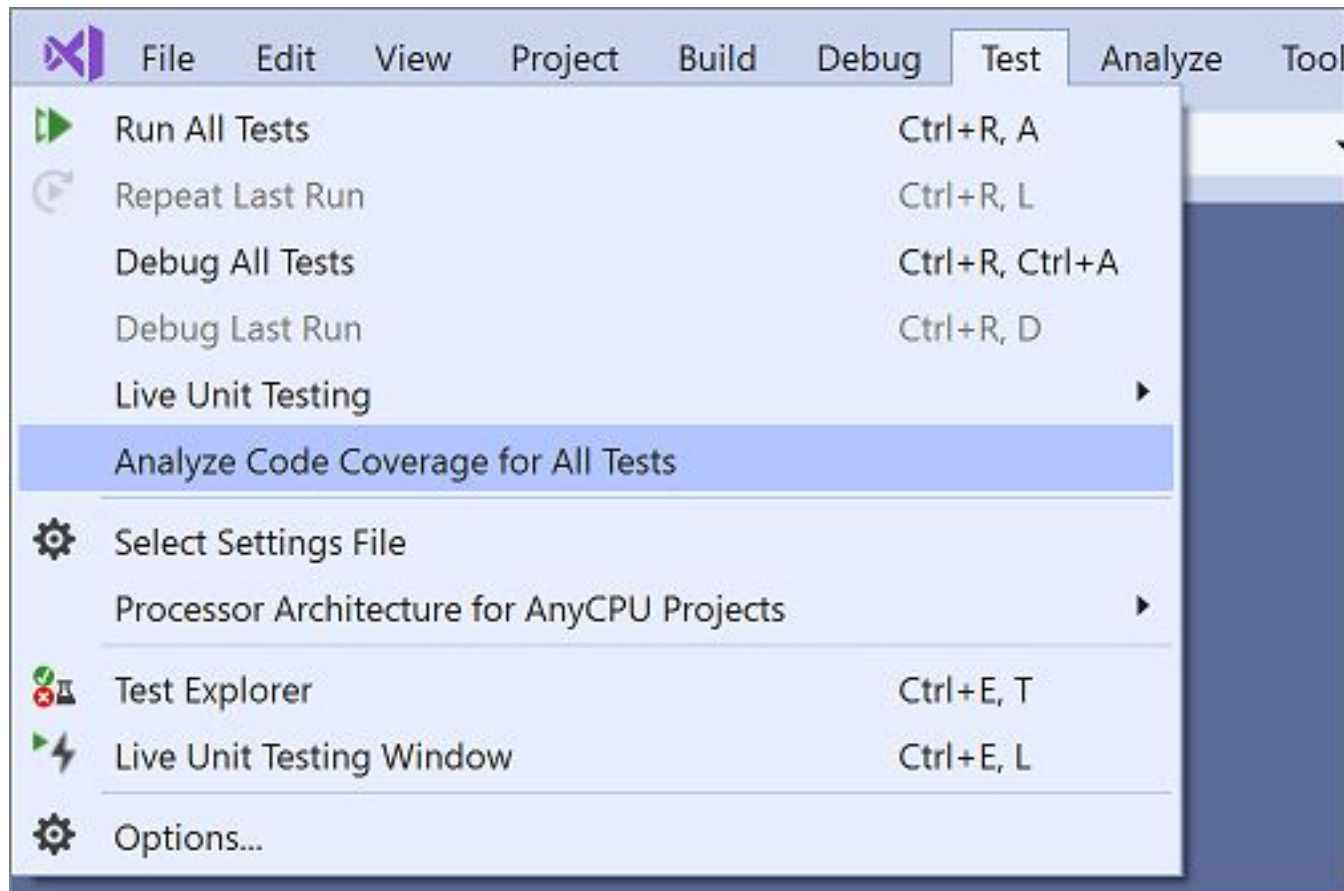 File Edit View Project Build Debug Test Analyze Tool
Run All Tests Ctrl+R, A
Repeat Last Run Ctrl+R, L
Debug All Tests Ctrl+R, Ctrl+A
Debug Last Run Ctrl+R, D
Live Unit Testing
Analyze Code Coverage for All Tests
Select Settings File
Processor Architecture for AnyCPU Projects
Test Explorer Ctrl+E, T
Live Unit Testing Window Ctrl+E, L
Options...